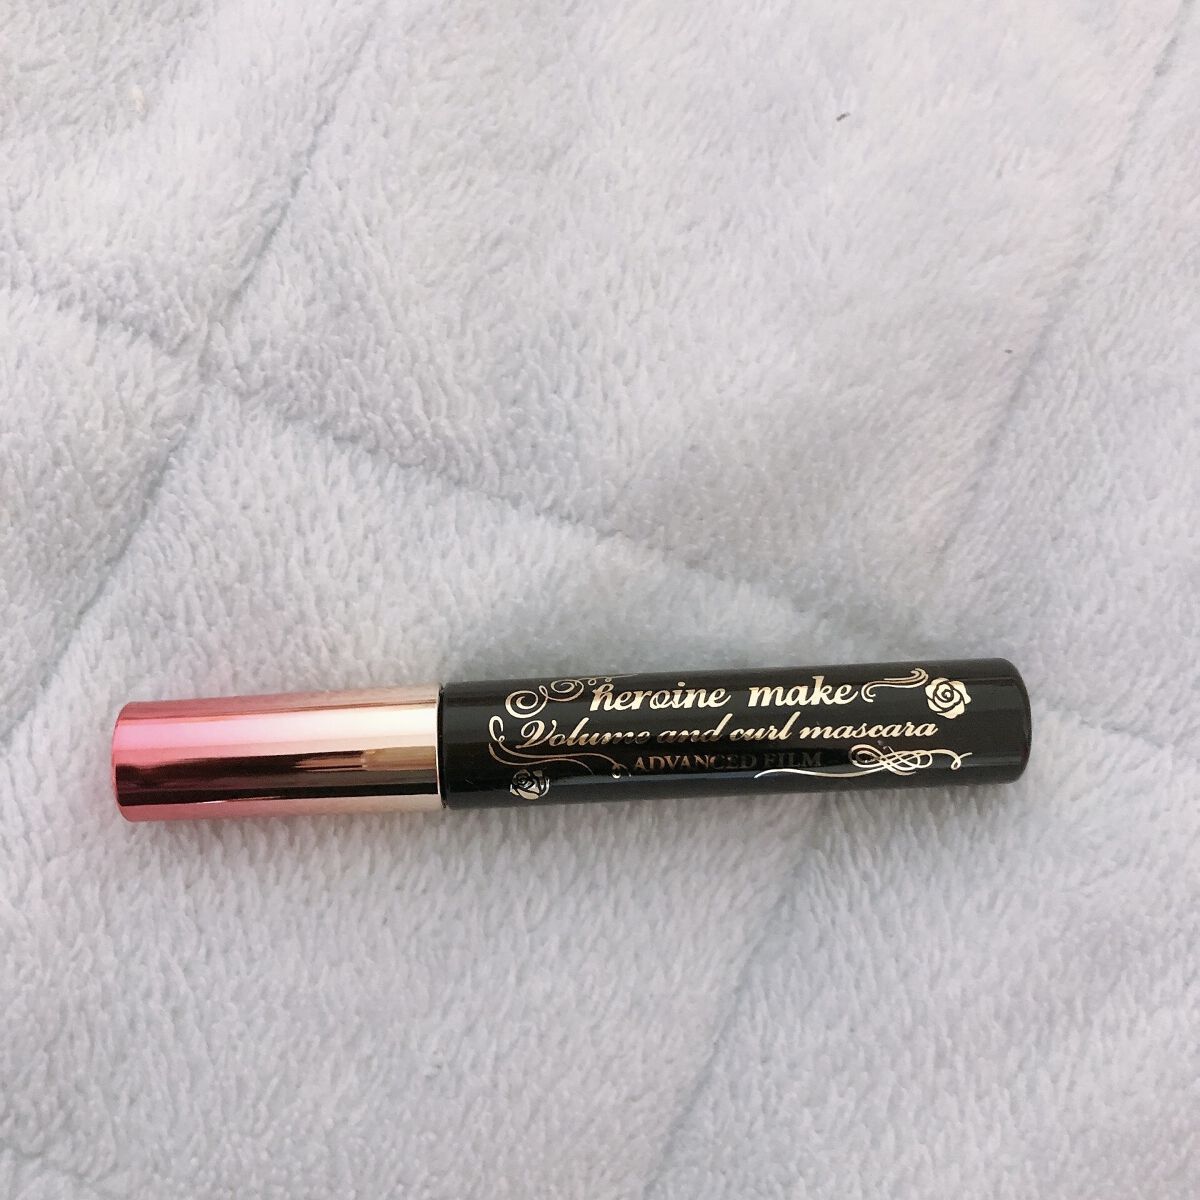 heroine make
Volume and curl mascara
ADVANCED FILM